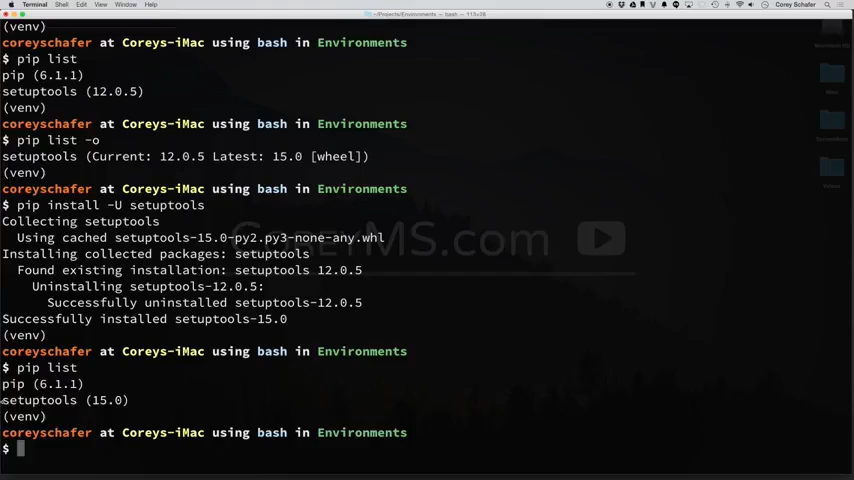 Terminal Shell Edit View Window Help Corey Schafer
~/Projects/Environments — bash — 115×28
(venv)
coreyschafer at Coreys-iMac using bash in Environments
$ pip list
pip (6.1.1)
setuptools (12.0.5)
(venv)
coreyschafer at Coreys-iMac using bash in Environments
$ pip list -o
setuptools (Current: 12.0.5 Latest: 15.0 [wheel])
(venv)
coreyschafer at Coreys-iMac using bash in Environments
$ pip install -U setuptools
Collecting setuptools
Using cached setuptools-15.0-py2.py3-none-any.whl
Installing collected packages: setuptools
Found existing installation: setuptools 12.0.5
Uninstalling setuptools-12.0.5:
Successfully uninstalled setuptools-12.0.5
Successfully installed setuptools-15.0
(venv)
coreyschafer at Coreys-iMac using bash in Environments
$ pip list
pip (6.1.1)
setuptools (15.0)
(venv)
coreyschafer at Coreys-iMac using bash in Environments
$
CoreyMS.com